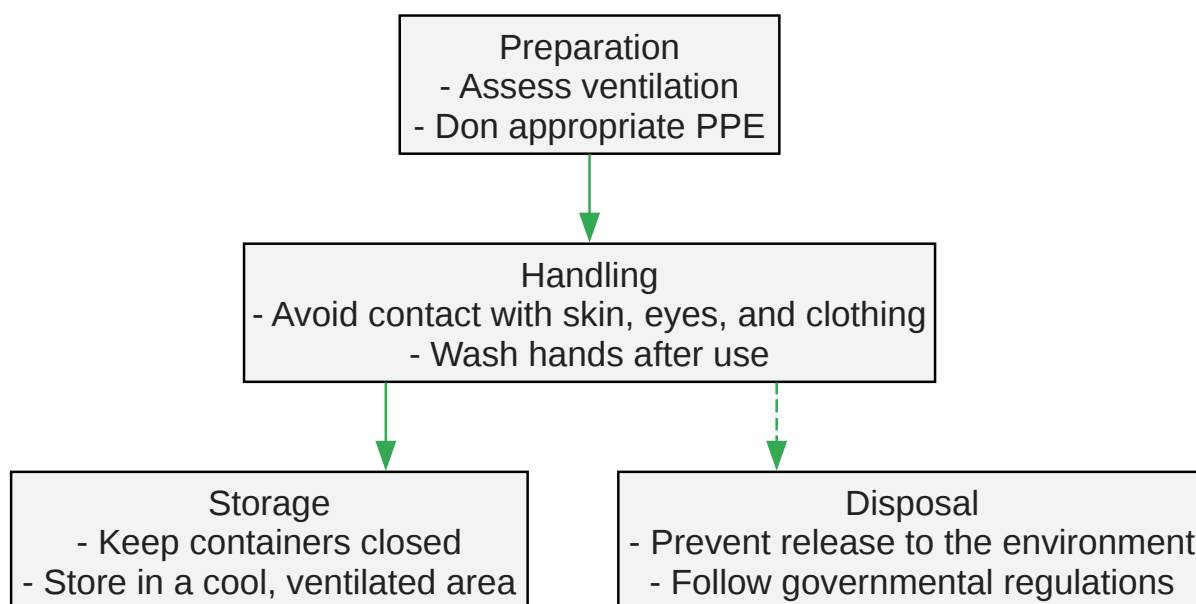 Preparation
- Assess ventilation
- Don appropriate PPE
Handling
- Avoid contact with skin, eyes, and clothing
- Wash hands after use
Storage
- Keep containers closed
- Store in a cool, ventilated area
Disposal
- Prevent release to the environment
- Follow governmental regulations